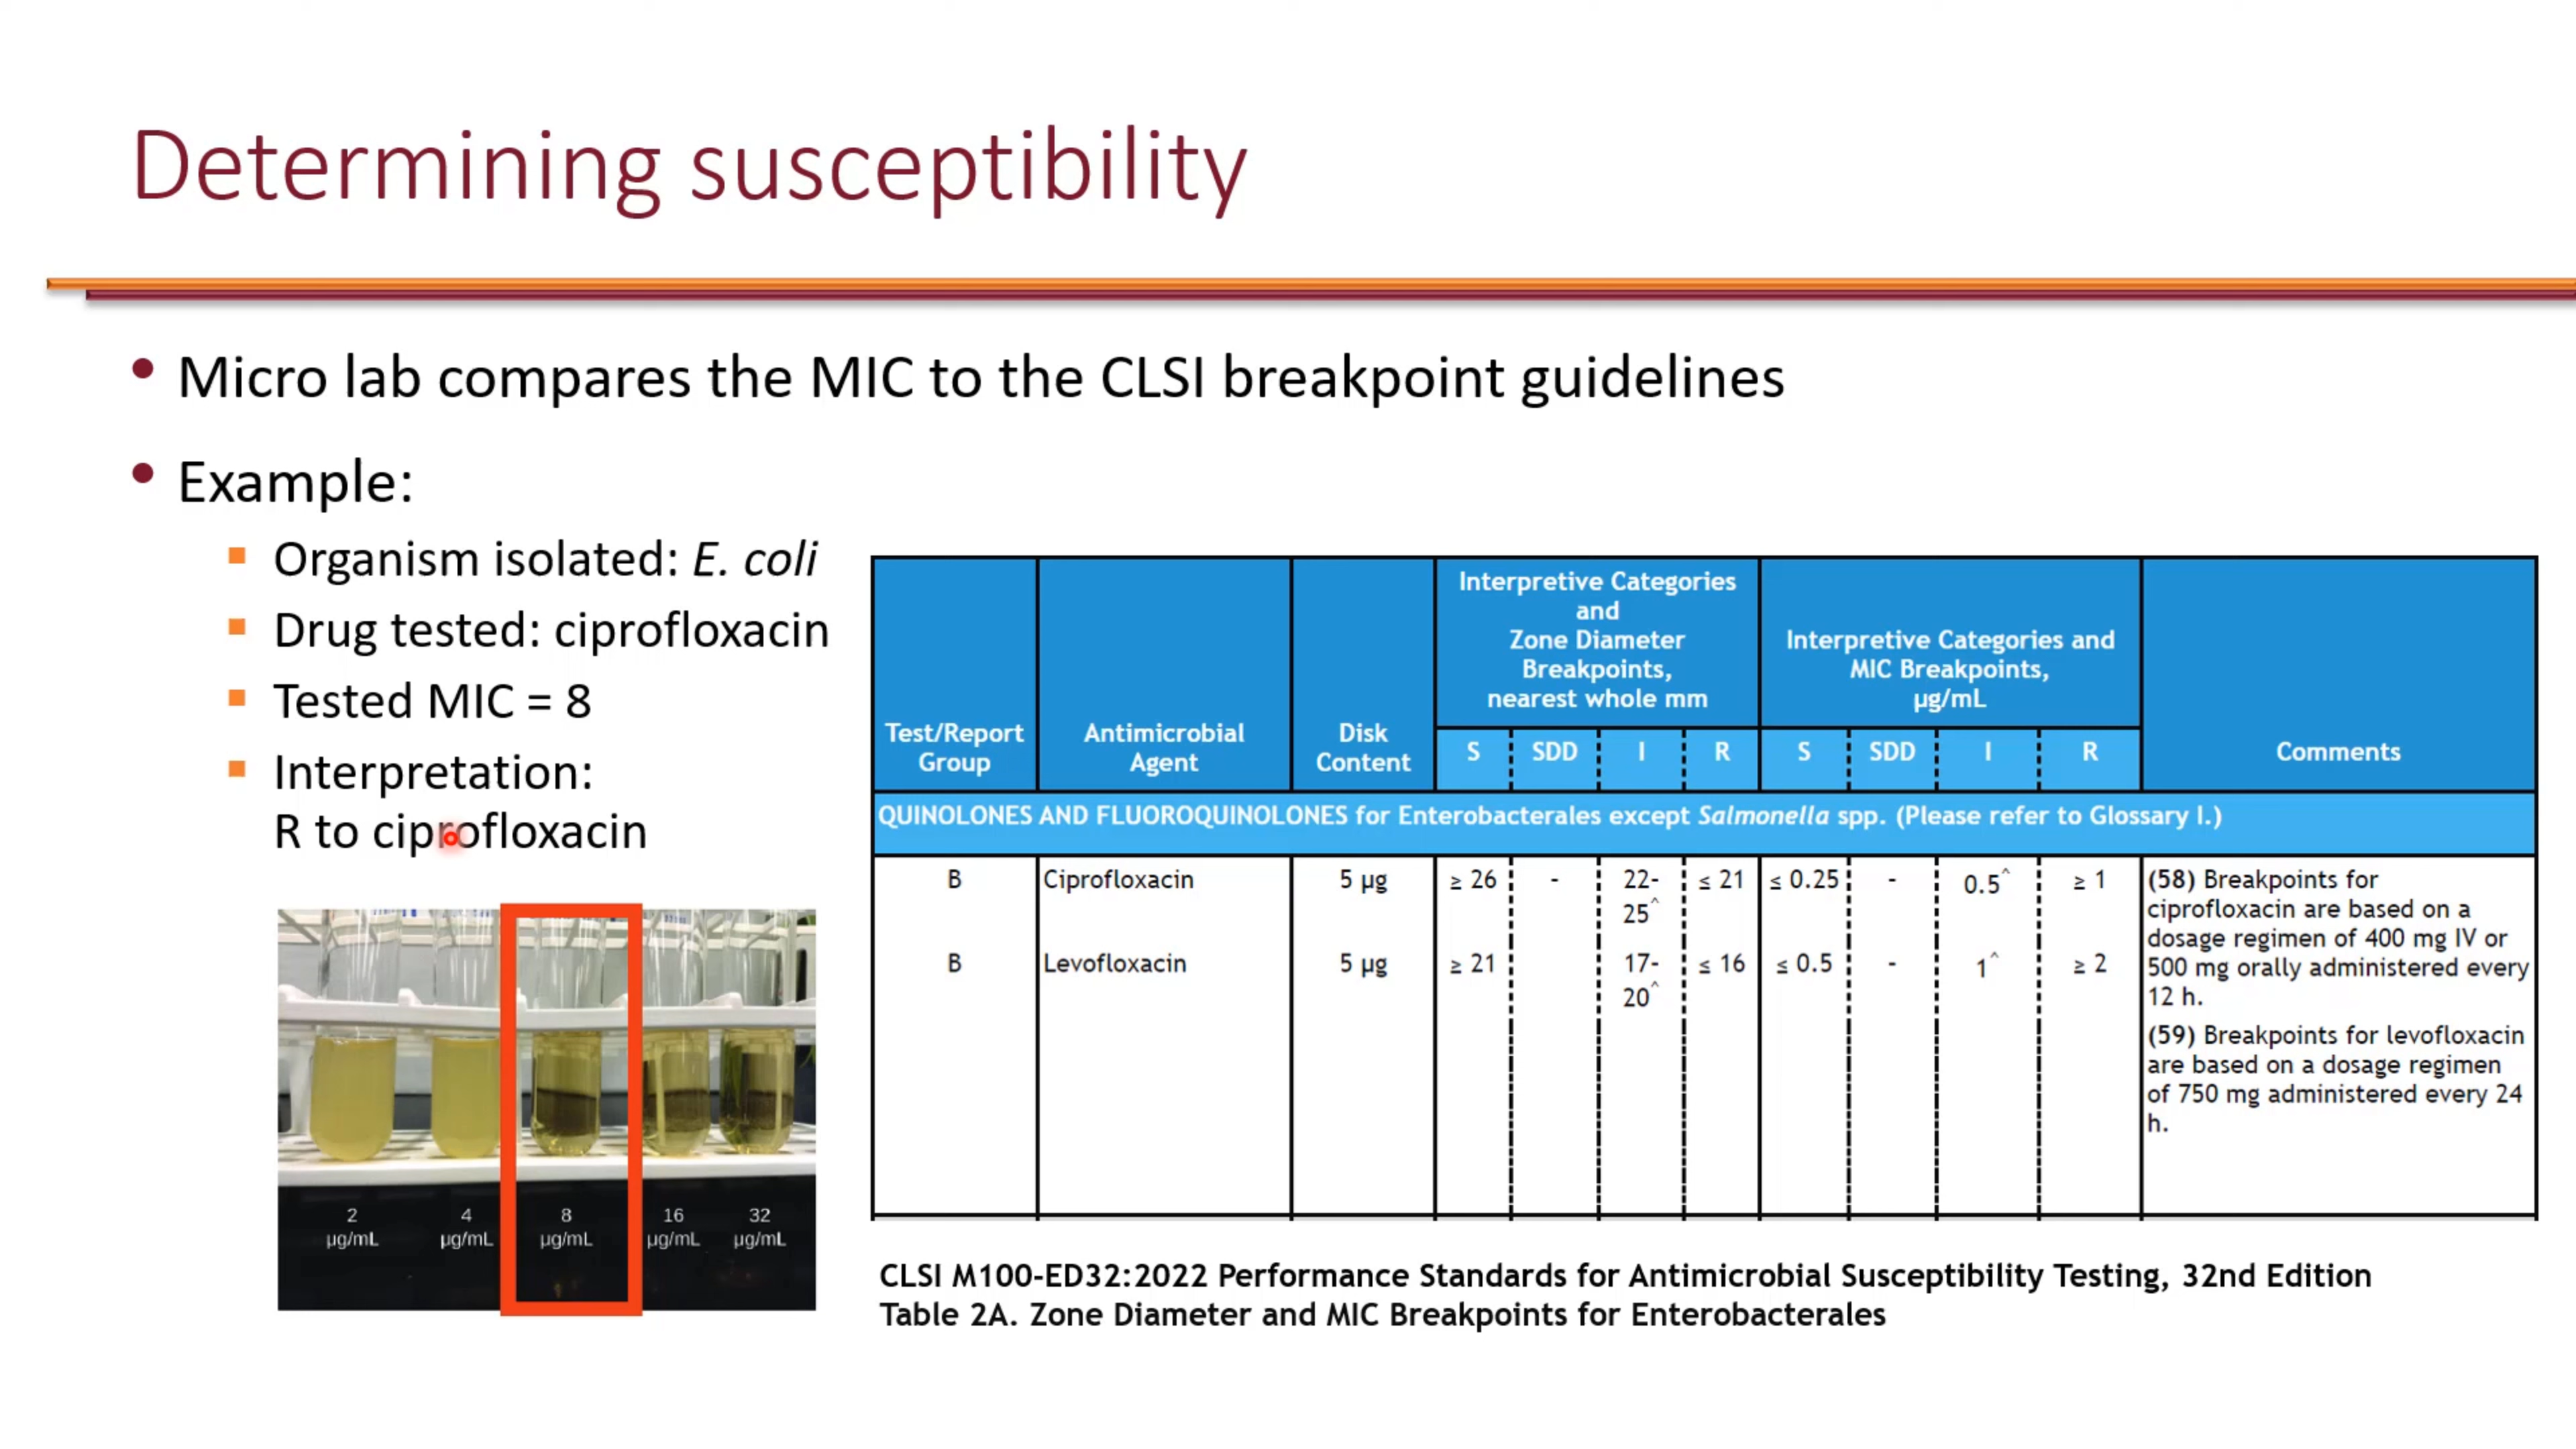 Determining susceptibility
• Micro lab compares the MIC to the CLSI breakpoint guidelines
• Example:
▪ Organism isolated: E. coli
▪ Drug tested: ciprofloxacin
▪ Tested MIC = 8
▪ Interpretation:
R to ciprofloxacin
2 4 8 16 32
µg/mL µg/mL µg/mL µg/mL µg/mL
Test/Report
Group
Antimicrobial
Agent
Disk
Content
Interpretive Categories
and
Zone Diameter
Breakpoints,
nearest whole mm
S SDD I R
Interpretive Categories and
MIC Breakpoints,
µg/mL
S SDD I R
Comments
QUINOLONES AND FLUOROQUINOLONES for Enterobacterales except Salmonella spp. (Please refer to Glossary I.)
B Ciprofloxacin 5 µg ≥ 26 - 22- ≤ 21 ≤ 0.25 - 0.5^ ≥ 1
25^
B Levofloxacin 5 µg ≥ 21 17- ≤ 16 ≤ 0.5 - 1^ ≥ 2
20^
(58) Breakpoints for
ciprofloxacin are based on a
dosage regimen of 400 mg IV or
500 mg orally administered every
12 h.
(59) Breakpoints for levofloxacin
are based on a dosage regimen
of 750 mg administered every 24
h.
CLSI M100-ED32:2022 Performance Standards for Antimicrobial Susceptibility Testing, 32nd Edition
Table 2A. Zone Diameter and MIC Breakpoints for Enterobacterales